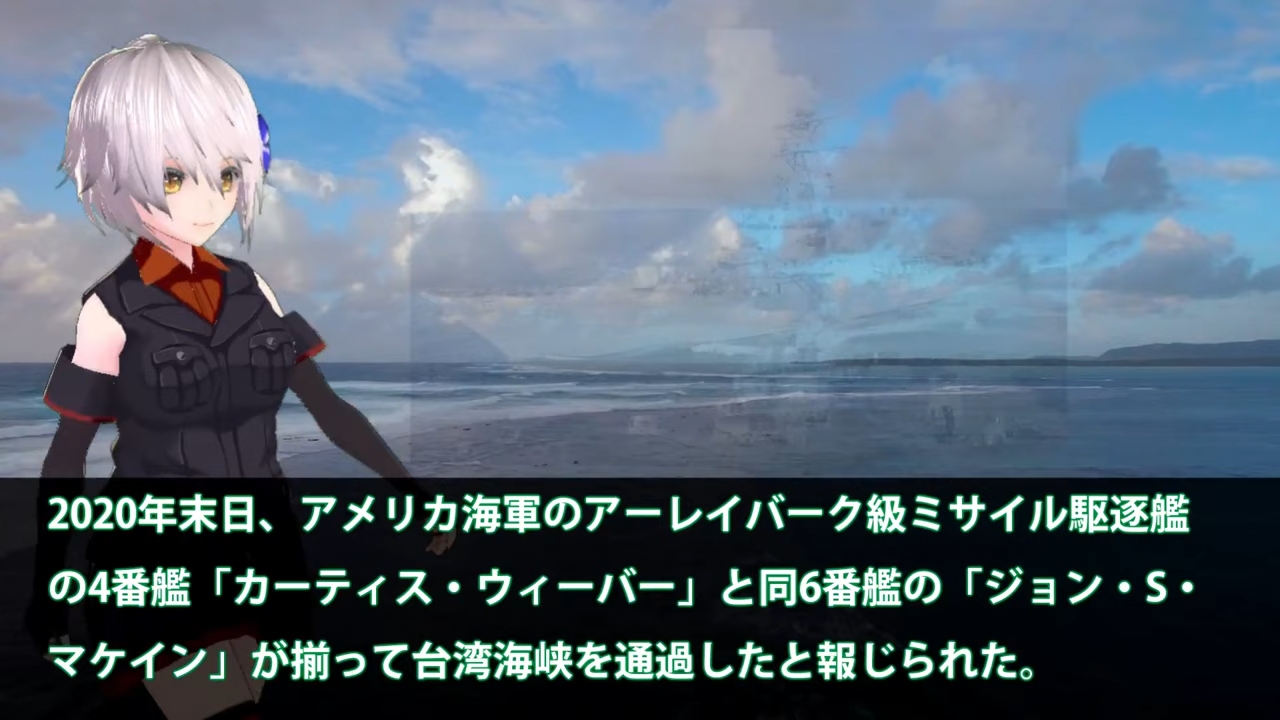 2020年末日、アメリカ海軍のアーレイバーク級ミサイル駆逐艦
の4番艦「カーティス・ウィーバー」と同6番艦の「ジョン・S・
マケイン」が揃って台湾海峡を通過したと報じられた。